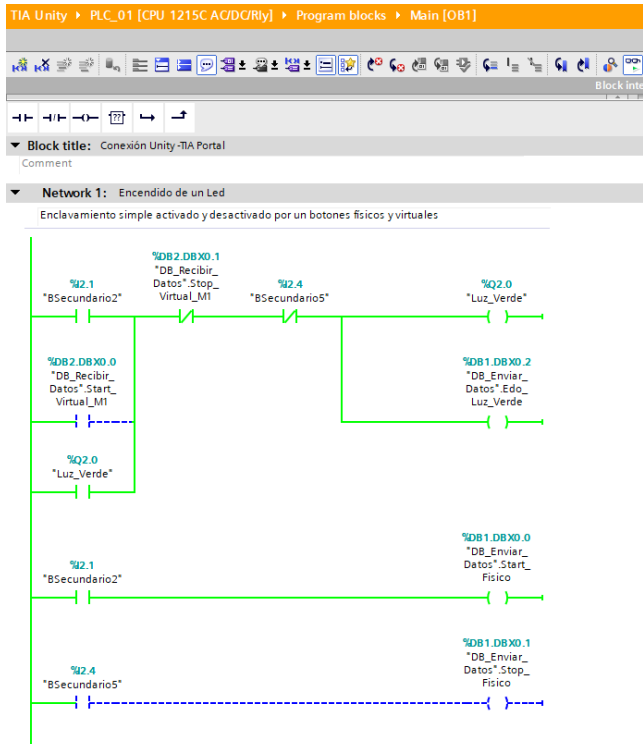 TIA Unity ▸ PLC_01 [CPU 1215C AC/DC/Rly] ▸ Program blocks ▸ Main [OB1]
Block inte
Block title: Conexión Unity -TIA Portal
Comment
Network 1: Encendido de un Led
Enclavamiento simple activado y desactivado por un botones físicos y virtuales
%I2.1
"BSecundario2"
%DB2.DBX0.1
"DB_Recibir_
Datos".Stop_
Virtual_M1
%I2.4
"BSecundario5"
%Q2.0
"Luz_Verde"
%DB2.DBX0.0
"DB_Recibir_
Datos".Start_
Virtual_M1
%DB1.DBX0.2
"DB_Enviar_
Datos".Edo_
Luz_Verde
%Q2.0
"Luz_Verde"
%I2.1
"BSecundario2"
%DB1.DBX0.0
"DB_Enviar_
Datos".Start_
Fisico
%I2.4
"BSecundario5"
%DB1.DBX0.1
"DB_Enviar_
Datos".Stop_
Fisico